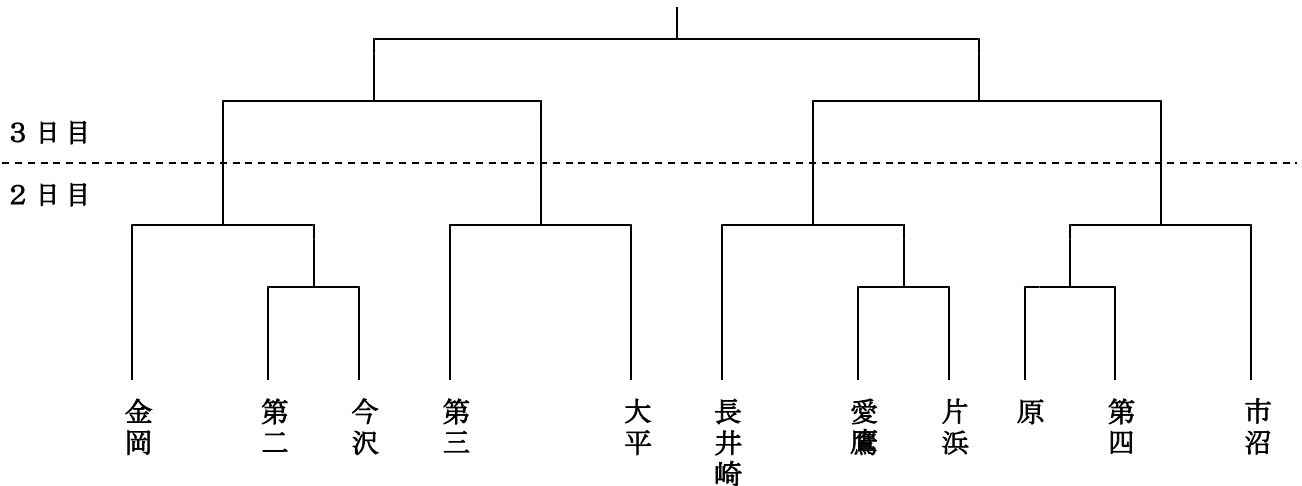 ３日目
２日目
金岡
第二
今沢
第三
大平
長井崎
愛鷹
片浜
原
第四
市沼